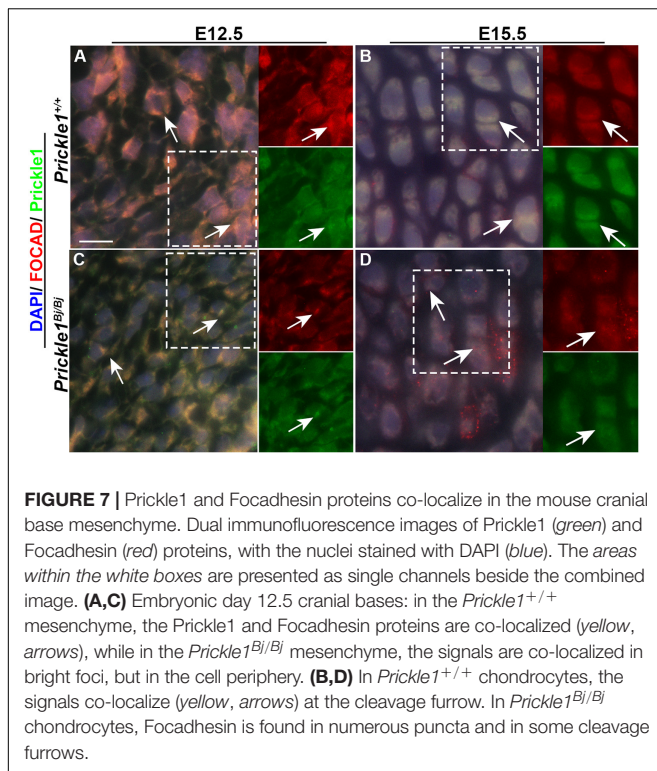 E12.5
E15.5
DAPI/ FOCAD/ Prickle1
Prickle1+/+
A
B
Prickle1Bj/Bj
C
D
FIGURE 7 | Prickle1 and Focadhesin proteins co-localize in the mouse cranial
base mesenchyme. Dual immunofluorescence images of Prickle1 (green) and
Focadhesin (red) proteins, with the nuclei stained with DAPI (blue). The areas
within the white boxes are presented as single channels beside the combined
image. (A,C) Embryonic day 12.5 cranial bases: in the Prickle1+/+
mesenchyme, the Prickle1 and Focadhesin proteins are co-localized (yellow,
arrows), while in the Prickle1Bj/Bj mesenchyme, the signals are co-localized in
bright foci, but in the cell periphery. (B,D) In Prickle1+/+ chondrocytes, the
signals co-localize (yellow, arrows) at the cleavage furrow. In Prickle1Bj/Bj
chondrocytes, Focadhesin is found in numerous puncta and in some cleavage
furrows.